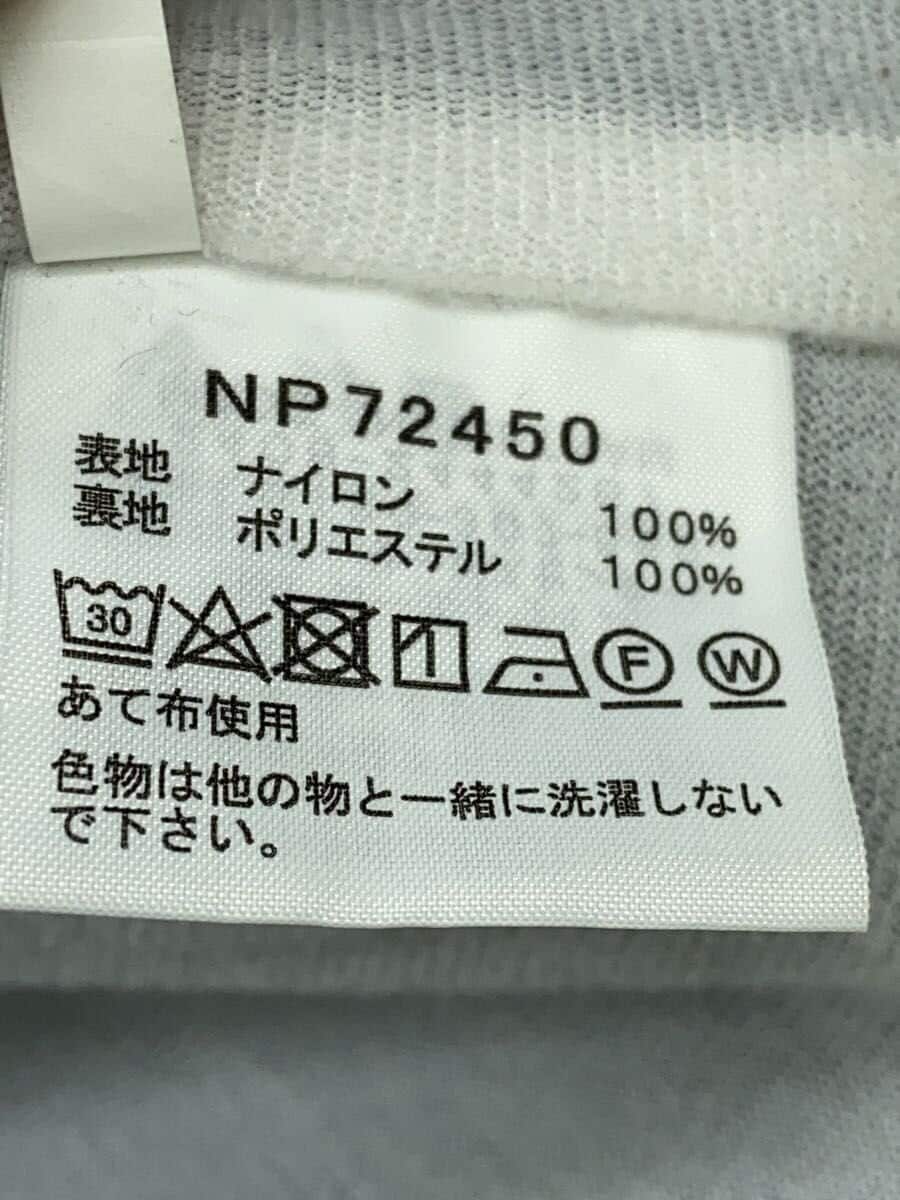 NP72450
表地 ナイロン 100%
裏地 ポリエステル 100%
30 F W
あて布使用
色物は他の物と一緒に洗濯しない
で下さい。